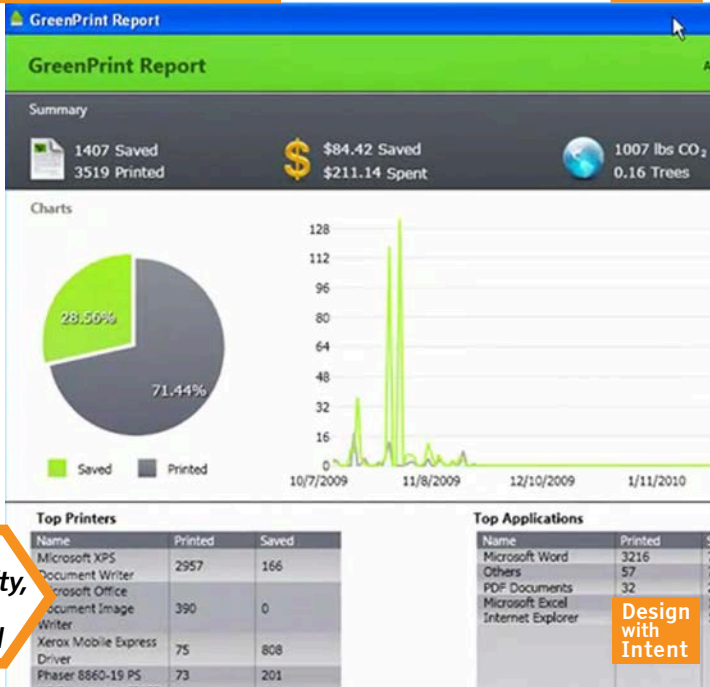 GreenPrint Report
GreenPrint Report
A
Summary
1407 Saved
3519 Printed
$84.42 Saved
$211.14 Spent
1007 lbs CO₂
0.16 Trees
Charts
28.56%
71.44%
Saved
Printed
128
112
96
80
64
48
32
16
0
10/7/2009
11/8/2009
12/10/2009
1/11/2010
Top Printers
Name Printed Saved
Microsoft XPS
Document Writer
2957 166
Microsoft Office
Document Image
Writer
390 0
Xerox Mobile Express
Driver
75 808
Phaser 8860-19 PS 73 201
Top Applications
Name Printed S
Microsoft Word 3216
Others 57
PDF Documents 32
Microsoft Excel
Internet Explorer
ty,
Design
with
Intent